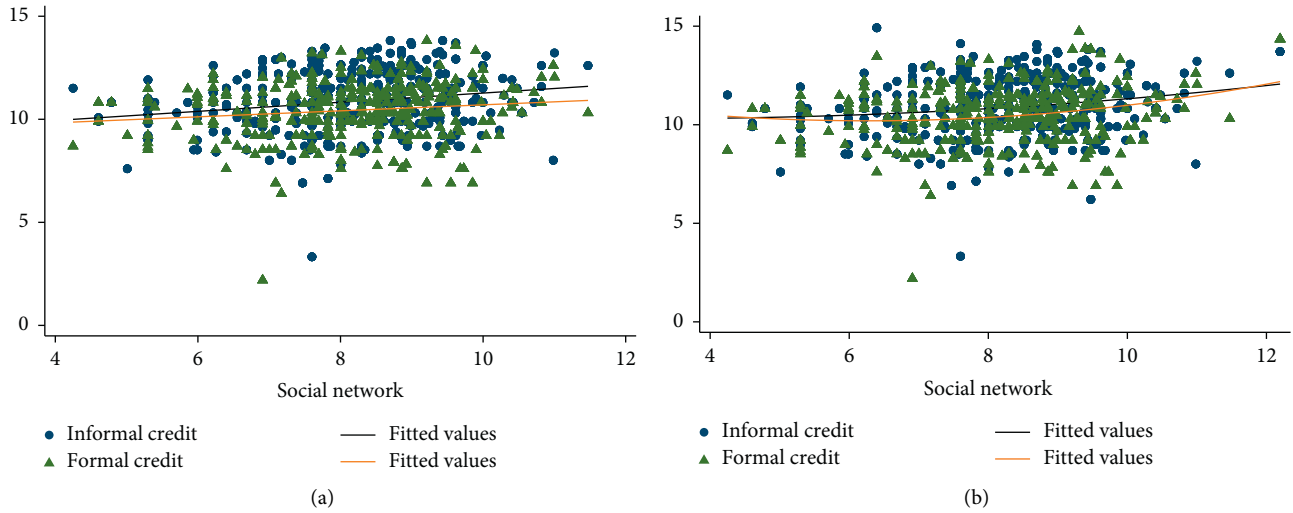 15
10
5
0
4 6 8 10 12
Social network
Informal credit Fitted values
Formal credit Fitted values
(a)
15
10
5
0
4 6 8 10 12
Social network
Informal credit Fitted values
Formal credit Fitted values
(b)